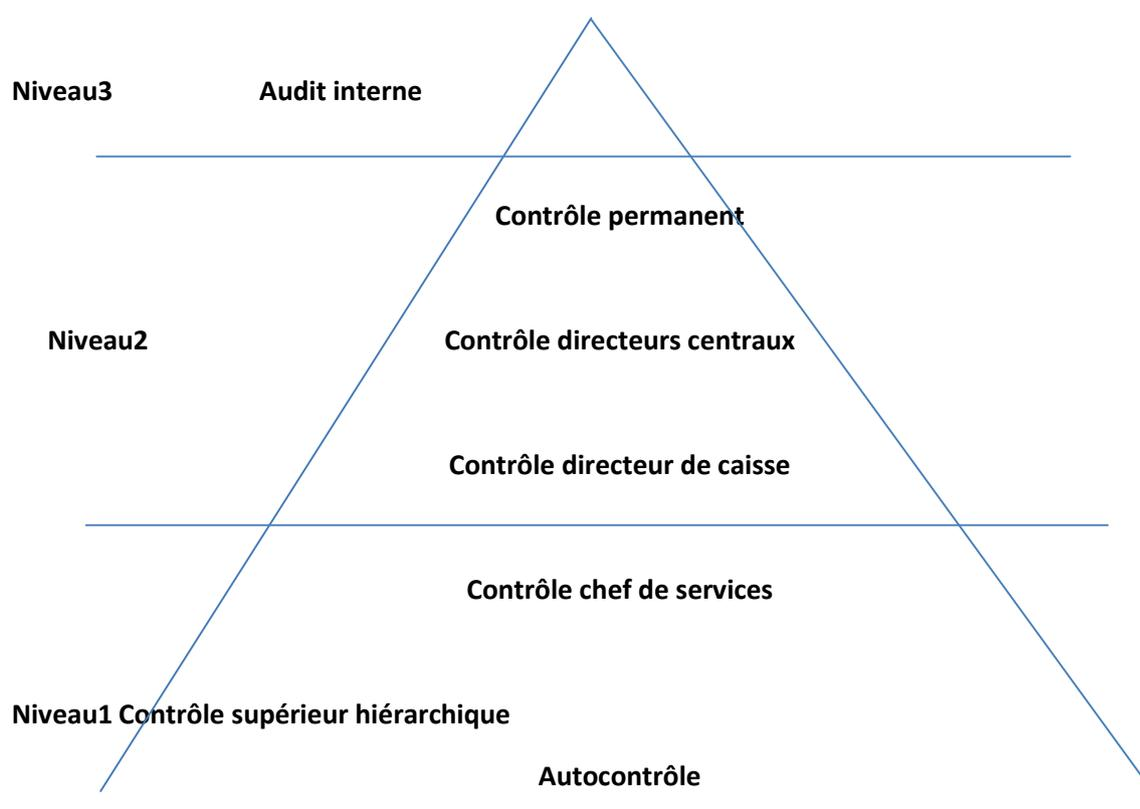 Niveau3 Audit interne
Contrôle permanent
Niveau2 Contrôle directeurs centraux
Contrôle directeur de caisse
Contrôle chef de services
Niveau1 Contrôle supérieur hiérarchique
Autocontrôle